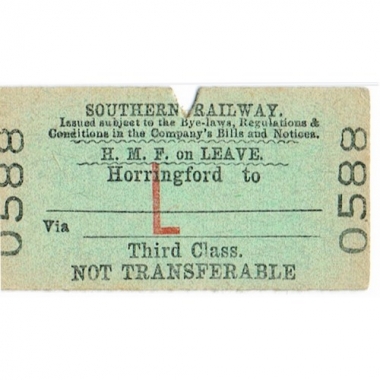 SOUTHERN RAILWAY.
Issued subject to the Bye-laws, Regulations &
Conditions in the Company's Bills and Notices.
H. M. F. on LEAVE.
Horringford to
L
Via
Third Class.
NOT TRANSFERABLE
0588
0588